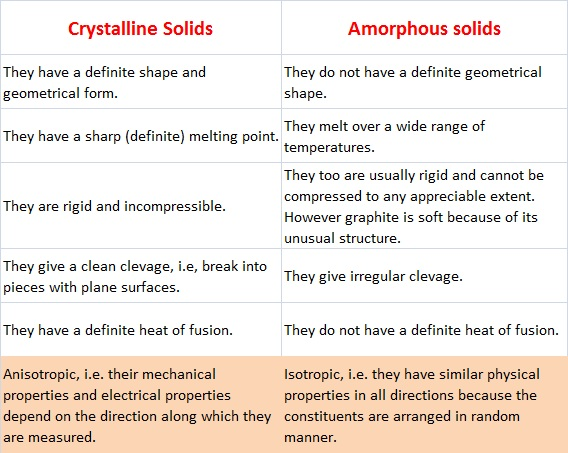 Crystalline Solids
Amorphous solids
They have a definite shape and
geometrical form.
They do not have a definite geometrical
shape.
They have a sharp (definite) melting point.
They melt over a wide range of
temperatures.
They are rigid and incompressible.
They too are usually rigid and cannot be
compressed to any appreciable extent.
However graphite is soft because of its
unusual structure.
They give a clean clevage, i.e, break into
pieces with plane surfaces.
They give irregular clevage.
They have a definite heat of fusion.
They do not have a definite heat of fusion.
Anisotropic, i.e. their mechanical
properties and electrical properties
depend on the direction along which they
are measured.
Isotropic, i.e. they have similar physical
properties in all directions because the
constituents are arranged in random
manner.